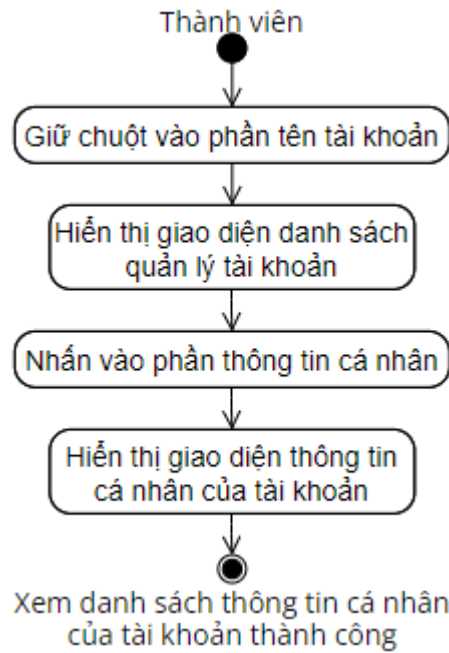 Thành viên
Giữ chuột vào phần tên tài khoản
Hiển thị giao diện danh sách
quản lý tài khoản
Nhấn vào phần thông tin cá nhân
Hiển thị giao diện thông tin
cá nhân của tài khoản
Xem danh sách thông tin cá nhân
của tài khoản thành công